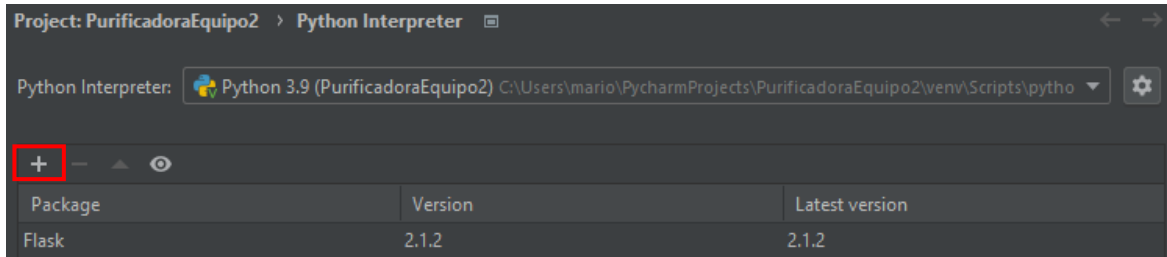 Project: PurificadoraEquipo2 › Python Interpreter
Python Interpreter: Python 3.9 (PurificadoraEquipo2) C:\Users\mario\PycharmProjects\PurificadoraEquipo2\venv\Scripts\pytho
Package Version Latest version
Flask 2.1.2 2.1.2